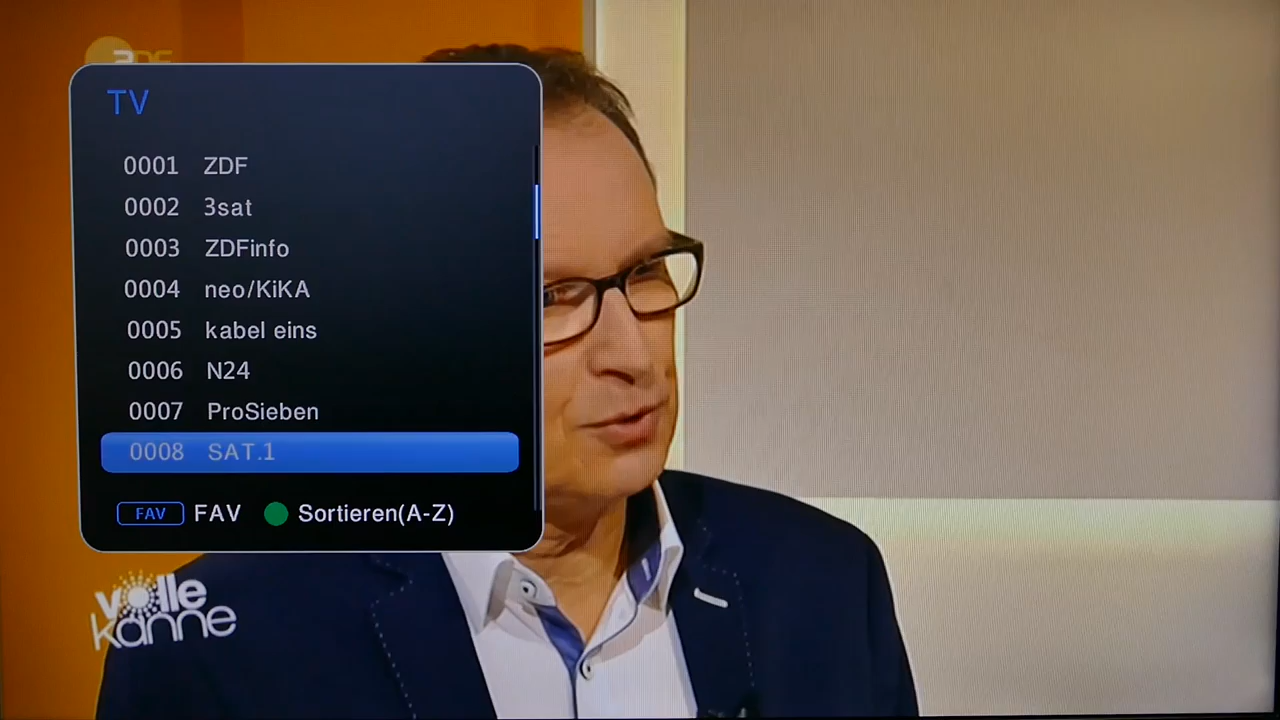 ZDF
TV
0001 ZDF
0002 3sat
0003 ZDFinfo
0004 neo/KiKA
0005 kabel eins
0006 N24
0007 ProSieben
0008 SAT.1
FAV FAV Sortieren(A-Z)
volle
kanne